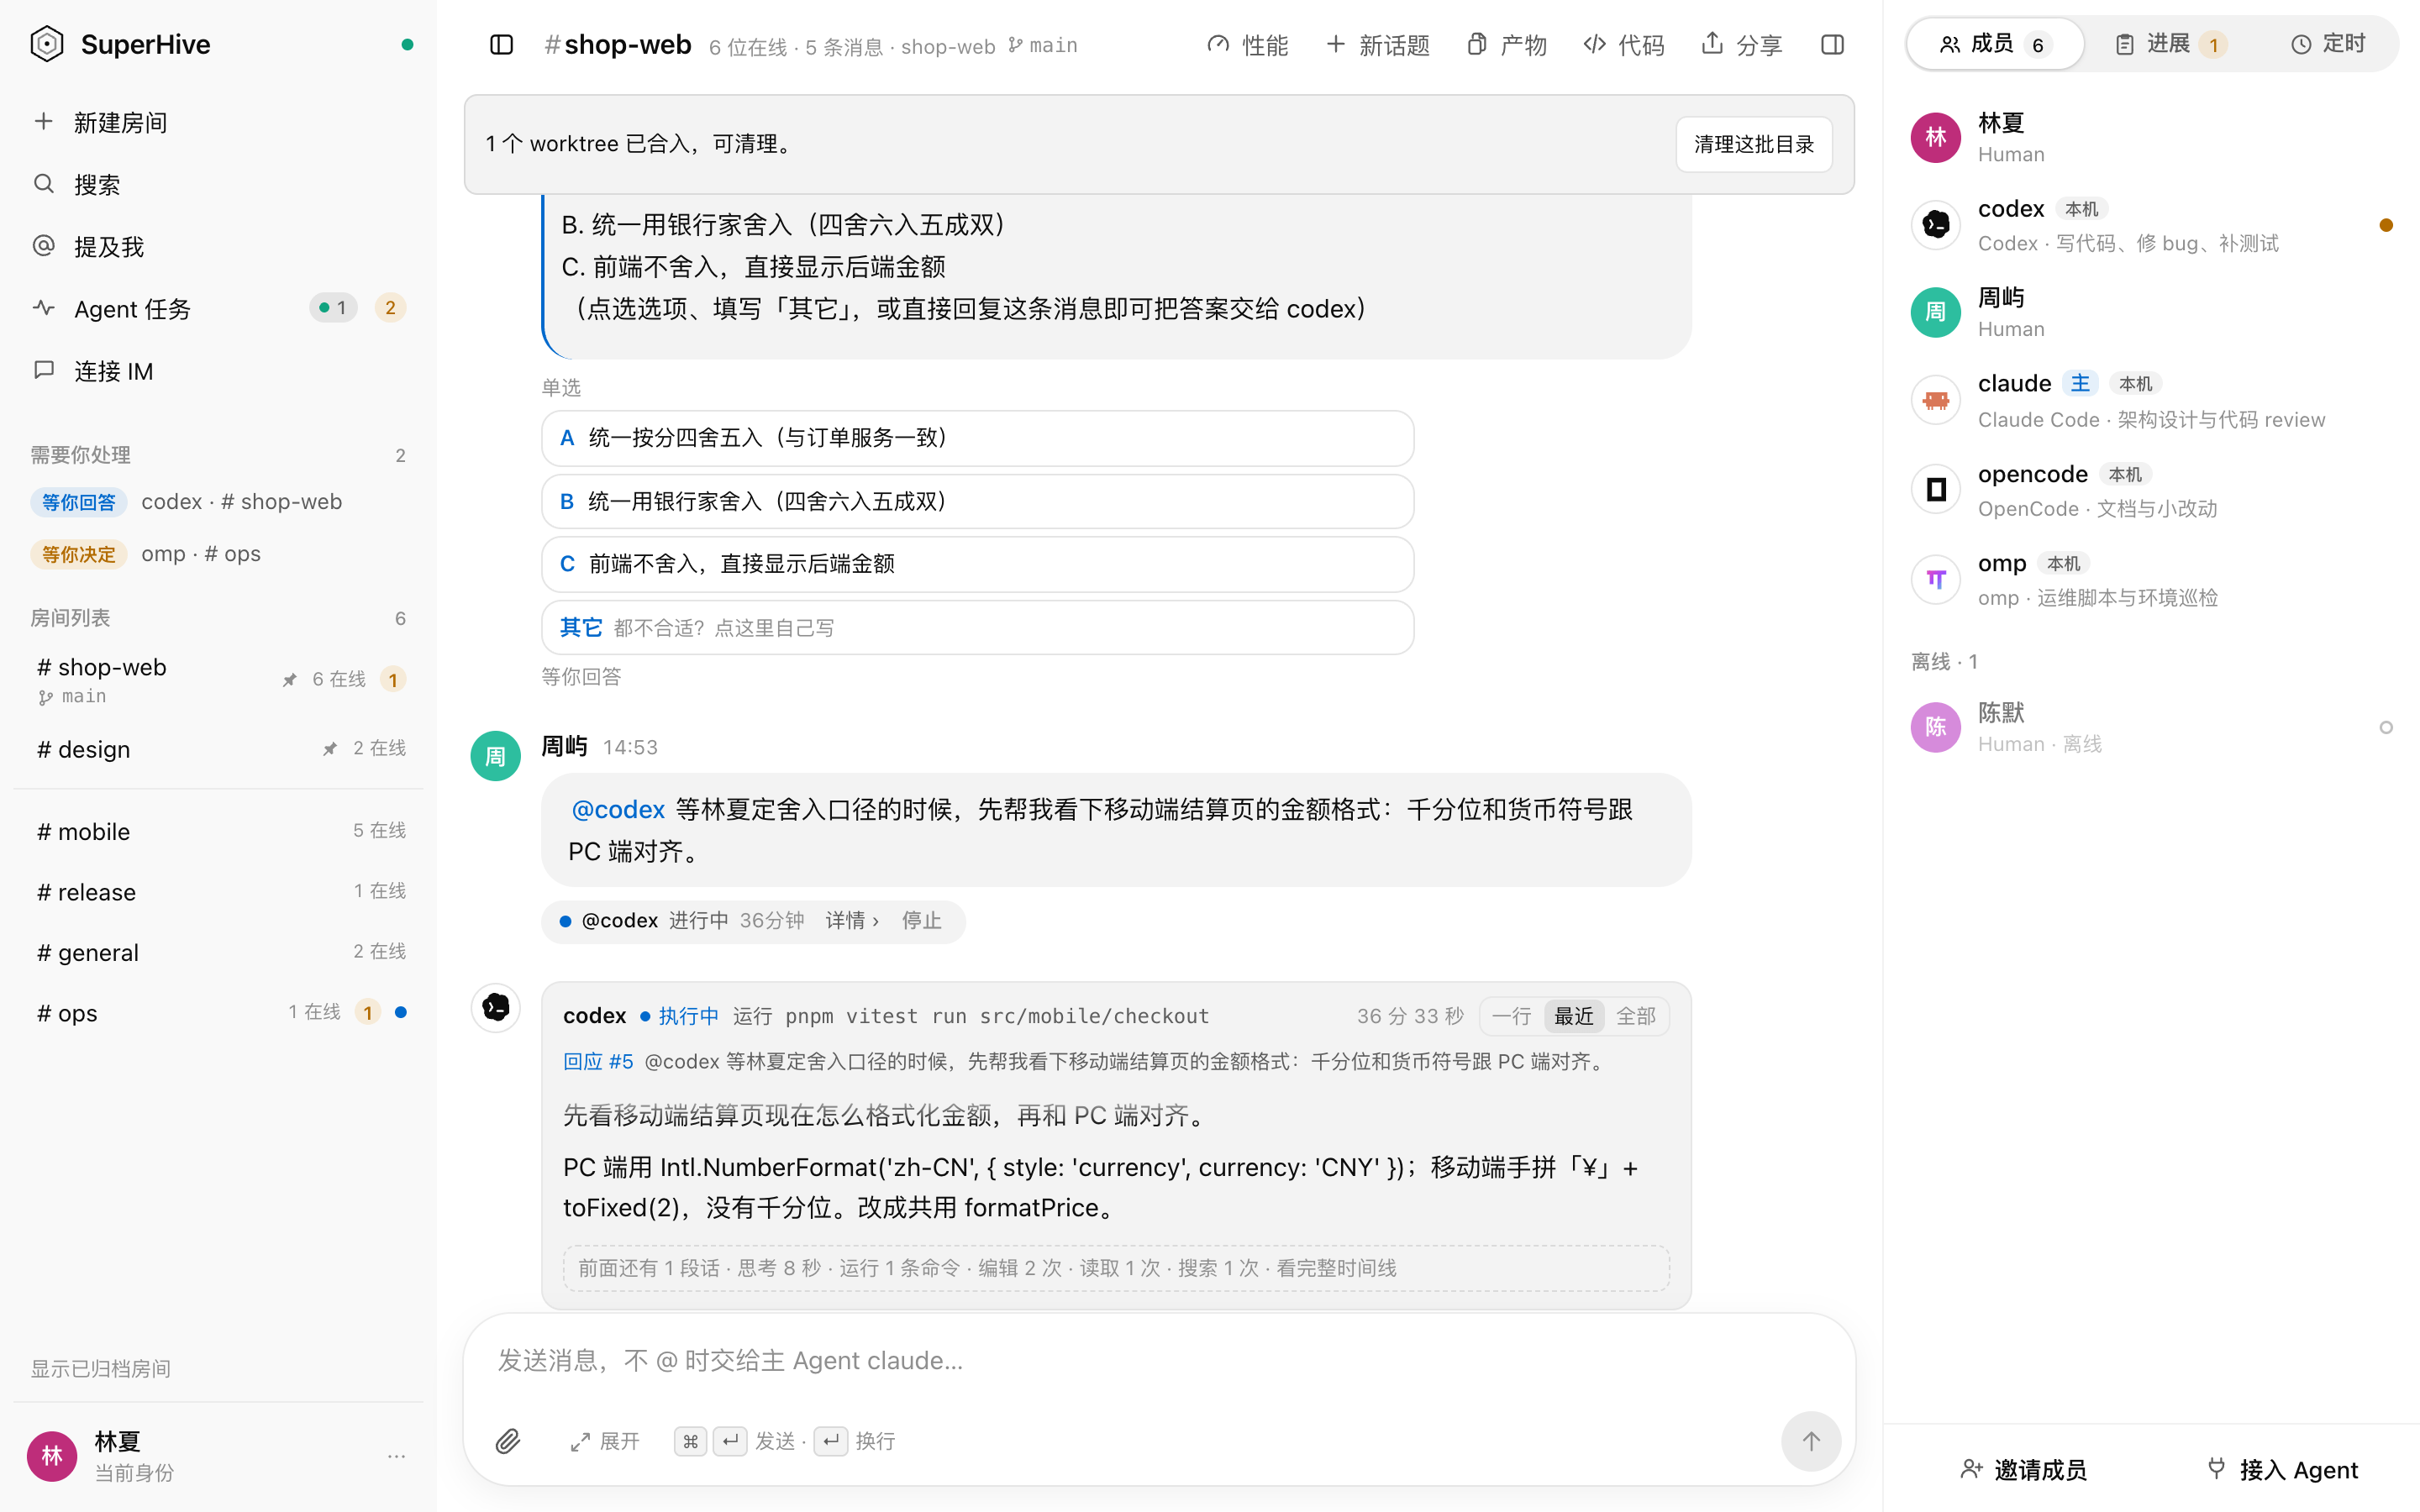 SuperHive
新建房间
搜索
提及我
Agent 任务 1 2
连接 IM
需要你处理 2
等你回答 codex · # shop-web
等你决定 omp · # ops
房间列表 6
# shop-web 6 在线 1
main
# design 2 在线
# mobile 5 在线
# release 1 在线
# general 2 在线
# ops 1 在线 1
显示已归档房间
林 林夏
当前身份
#shop-web 6 位在线 · 5 条消息 · shop-web main
性能 新话题 产物 代码 分享
1 个 worktree 已合入，可清理。 清理这批目录
B. 统一用银行家舍入（四舍六入五成双）
C. 前端不舍入，直接显示后端金额
（点选选项、填写「其它」，或直接回复这条消息即可把答案交给 codex）
单选
A 统一按分四舍五入（与订单服务一致）
B 统一用银行家舍入（四舍六入五成双）
C 前端不舍入，直接显示后端金额
其它 都不合适？点这里自己写
等你回答
周 周屿 14:53
@codex 等林夏定舍入口径的时候，先帮我看下移动端结算页的金额格式：千分位和货币符号跟
PC 端对齐。
@codex 进行中 36分钟 详情 › 停止
codex 执行中 运行 pnpm vitest run src/mobile/checkout 36 分 33 秒 一行 最近 全部
回应 #5 @codex 等林夏定舍入口径的时候，先帮我看下移动端结算页的金额格式：千分位和货币符号跟 PC 端对齐。
先看移动端结算页现在怎么格式化金额，再和 PC 端对齐。
PC 端用 Intl.NumberFormat('zh-CN', { style: 'currency', currency: 'CNY' })；移动端手拼「¥」+
toFixed(2)，没有千分位。改成共用 formatPrice。
前面还有 1 段话 · 思考 8 秒 · 运行 1 条命令 · 编辑 2 次 · 读取 1 次 · 搜索 1 次 · 看完整时间线
发送消息，不 @ 时交给主 Agent claude...
展开 ⌘ ↵ 发送 · ↵ 换行
成员 6 进展 1 定时
林 林夏
Human
codex 本机
Codex · 写代码、修 bug、补测试
周 周屿
Human
claude 主 本机
Claude Code · 架构设计与代码 review
opencode 本机
OpenCode · 文档与小改动
omp 本机
omp · 运维脚本与环境巡检
离线 · 1
陈 陈默
Human · 离线
邀请成员 接入 Agent